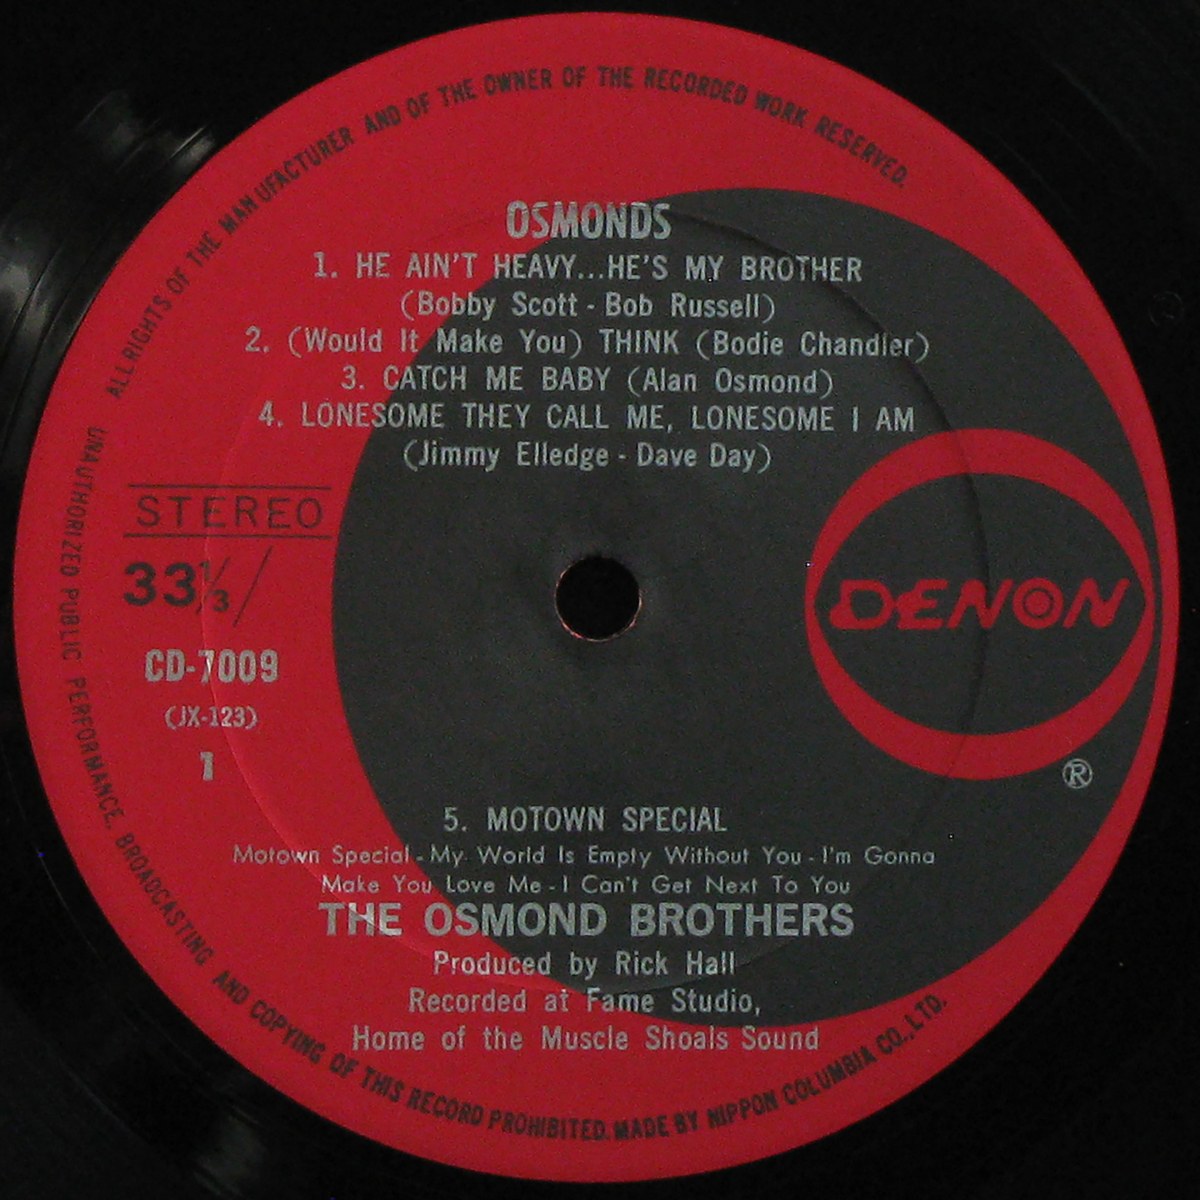 ALL RIGHTS OF THE MANUFACTURER AND OF THE OWNER OF THE RECORDED WORK RESERVED.
OSMONDS
1. HE AIN'T HEAVY...HE'S MY BROTHER
(Bobby Scott - Bob Russell)
2. (Would It Make You) THINK (Bodie Chandler)
3. CATCH ME BABY (Alan Osmond)
4. LONESOME THEY CALL ME, LONESOME I AM
(Jimmy Elledge - Dave Day)
STEREO
33 1/3
CD-7009
(JX-123)
1
DENON
®
5. MOTOWN SPECIAL
Motown Special - My World Is Empty Without You - I'm Gonna
Make You Love Me - I Can't Get Next To You
THE OSMOND BROTHERS
Produced by Rick Hall
Recorded at Fame Studio,
Home of the Muscle Shoals Sound
UNAUTHORIZED PUBLIC PERFORMANCE, BROADCASTING AND COPYING OF THIS RECORD PROHIBITED. MADE BY NIPPON COLUMBIA CO., LTD.